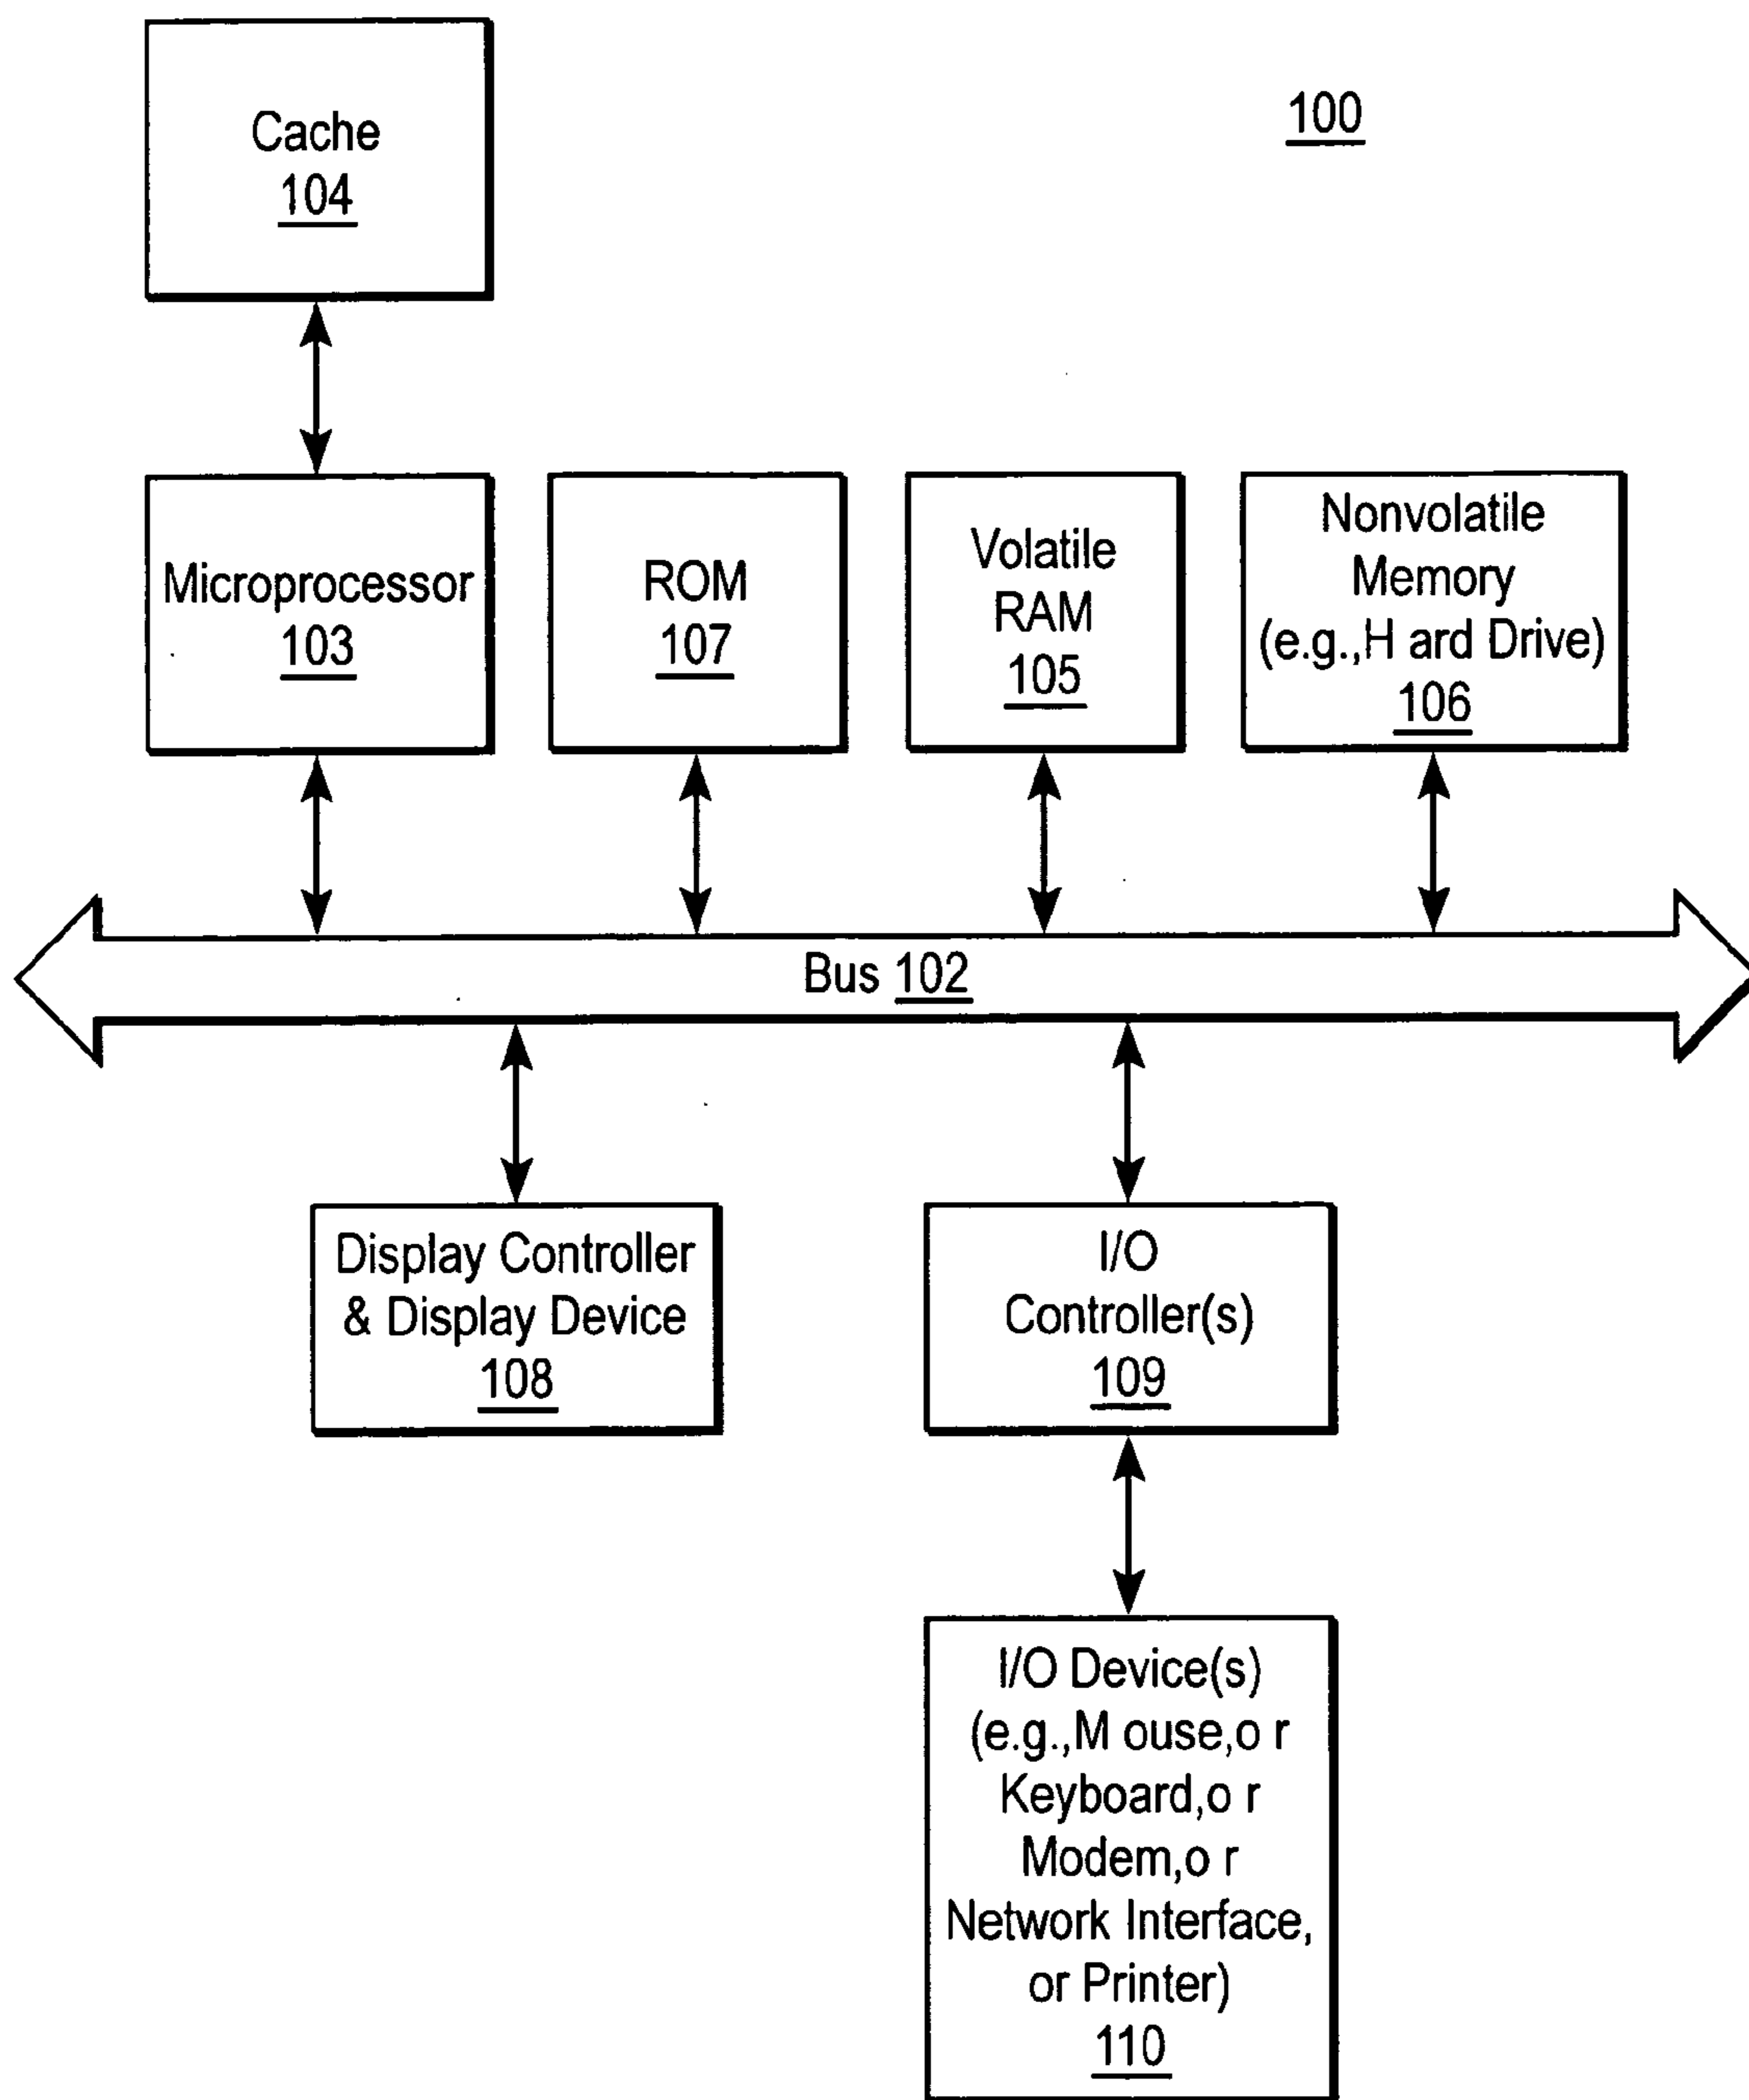 Cache
104
100
Microprocessor
103
ROM
107
Volatile
RAM
105
Nonvolatile
Memory
(e.g.,H ard Drive)
106
Bus 102
Display Controller
& Display Device
108
I/O
Controller(s)
109
I/O Device(s)
(e.g.,M ouse,o r
Keyboard,o r
Modem,o r
Network Interface,
or Printer)
110